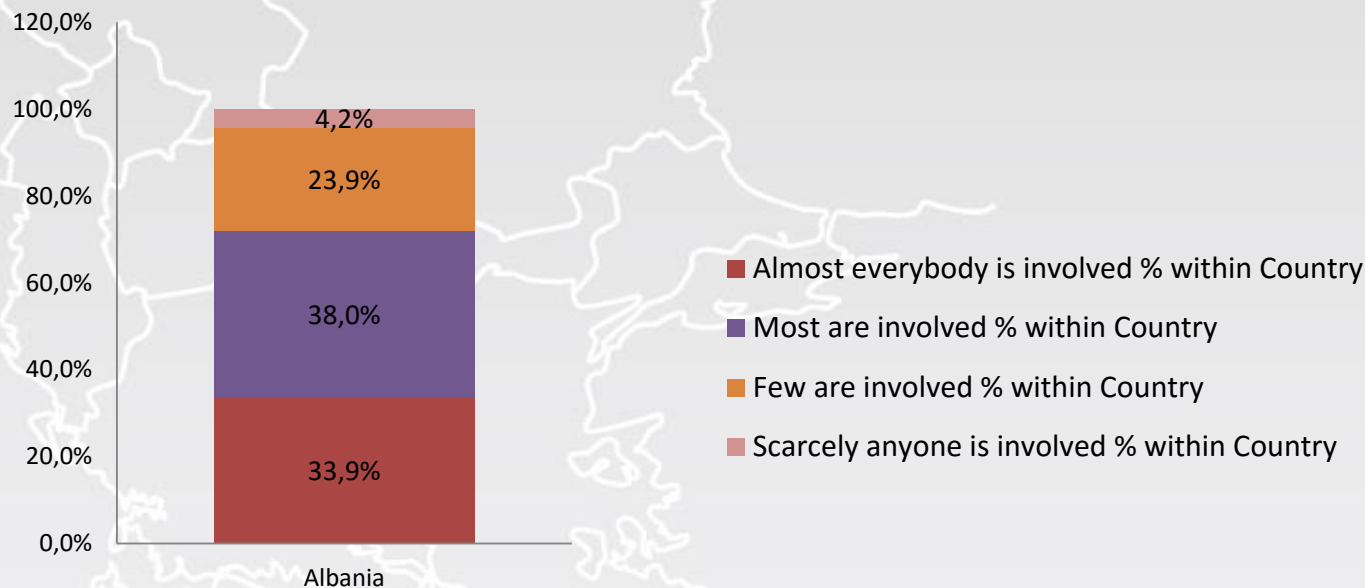 120,0%
100,0%
80,0%
60,0%
40,0%
20,0%
0,0%
4,2%
23,9%
38,0%
33,9%
Albania
Almost everybody is involved % within Country
Most are involved % within Country
Few are involved % within Country
Scarcely anyone is involved % within Country